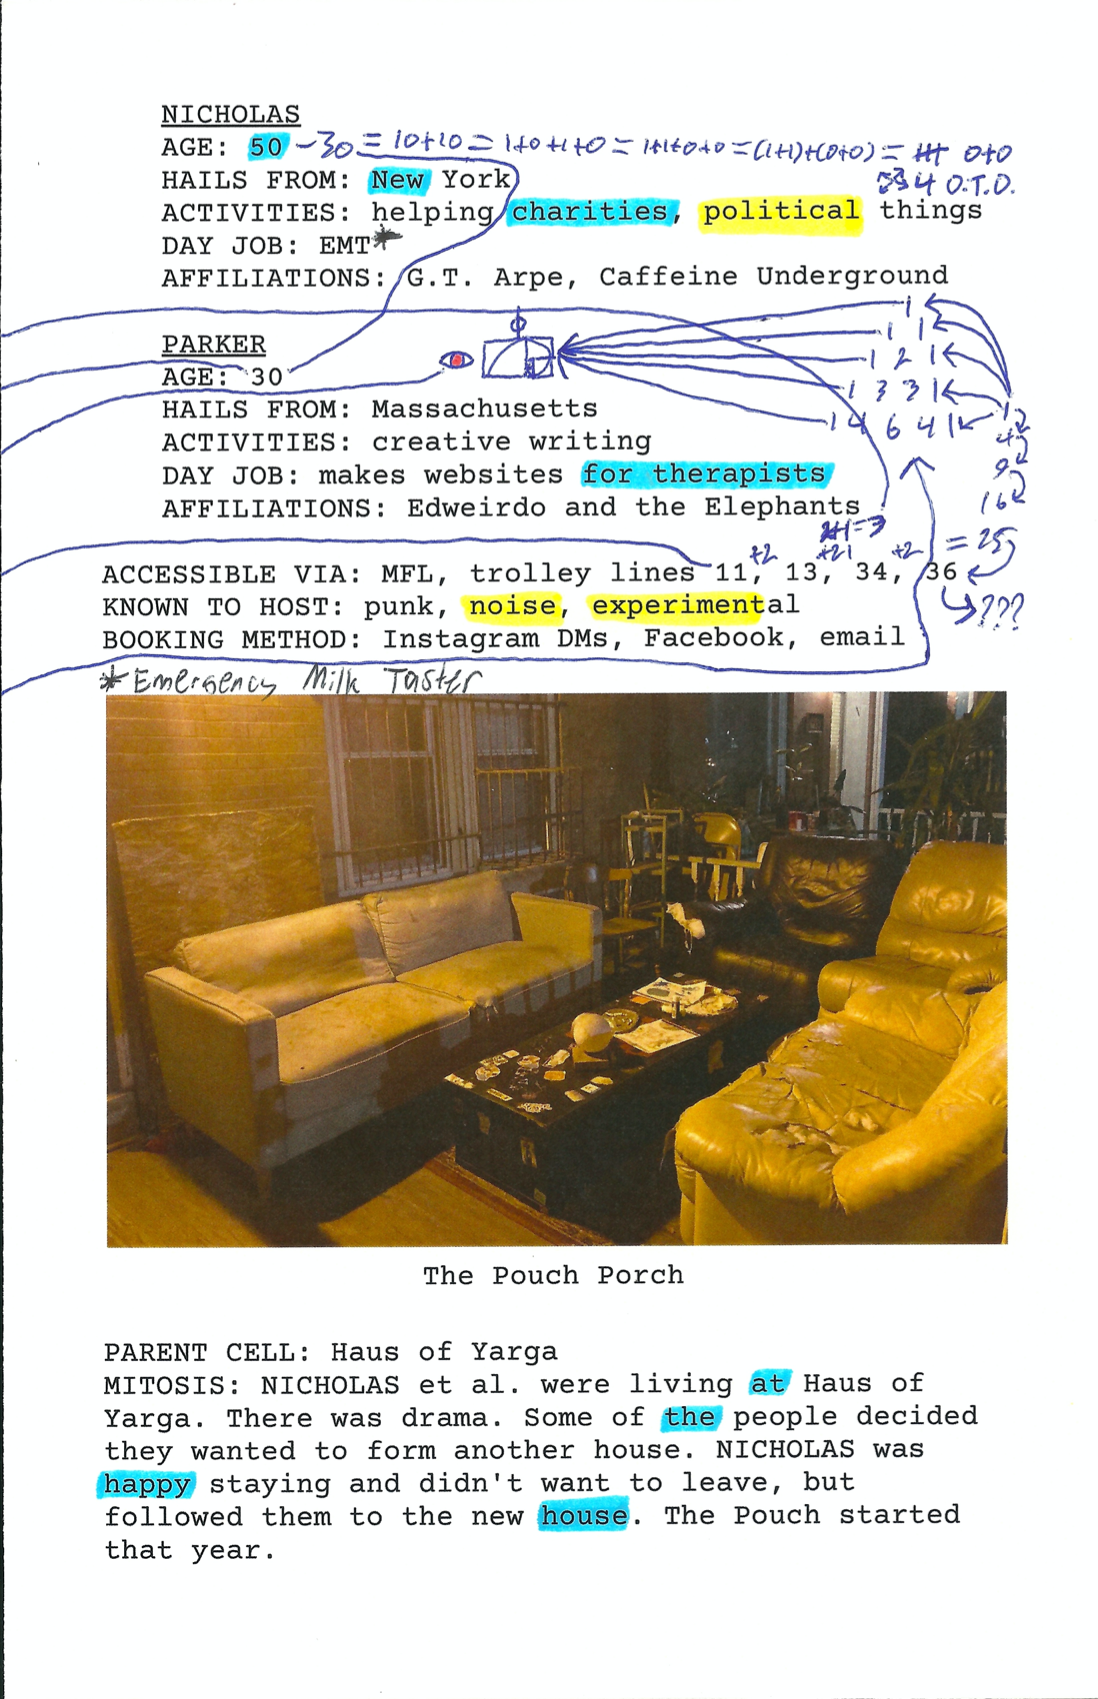 NICHOLAS
AGE: 50 -30 = 10+10 = 1+0+1+0 = 1+1+0+0 = (1+1)+(0+0) = 0+0
4 O.T.O.
HAILS FROM: New York
ACTIVITIES: helping charities, political things
DAY JOB: EMT*
AFFILIATIONS: G.T. Arpe, Caffeine Underground
PARKER
AGE: 30
HAILS FROM: Massachusetts
ACTIVITIES: creative writing
DAY JOB: makes websites for therapists
AFFILIATIONS: Edweirdo and the Elephants
1
1 1
1 2 1
1 3 3 1
1 4 6 4 1
1
4
9
16
= 25
+2 +21 +2
ACCESSIBLE VIA: MFL, trolley lines 11, 13, 34, 36
???
KNOWN TO HOST: punk, noise, experimental
BOOKING METHOD: Instagram DMs, Facebook, email
*Emergency Milk Taster
The Pouch Porch
PARENT CELL: Haus of Yarga
MITOSIS: NICHOLAS et al. were living at Haus of
Yarga. There was drama. Some of the people decided
they wanted to form another house. NICHOLAS was
happy staying and didn't want to leave, but
followed them to the new house. The Pouch started
that year.